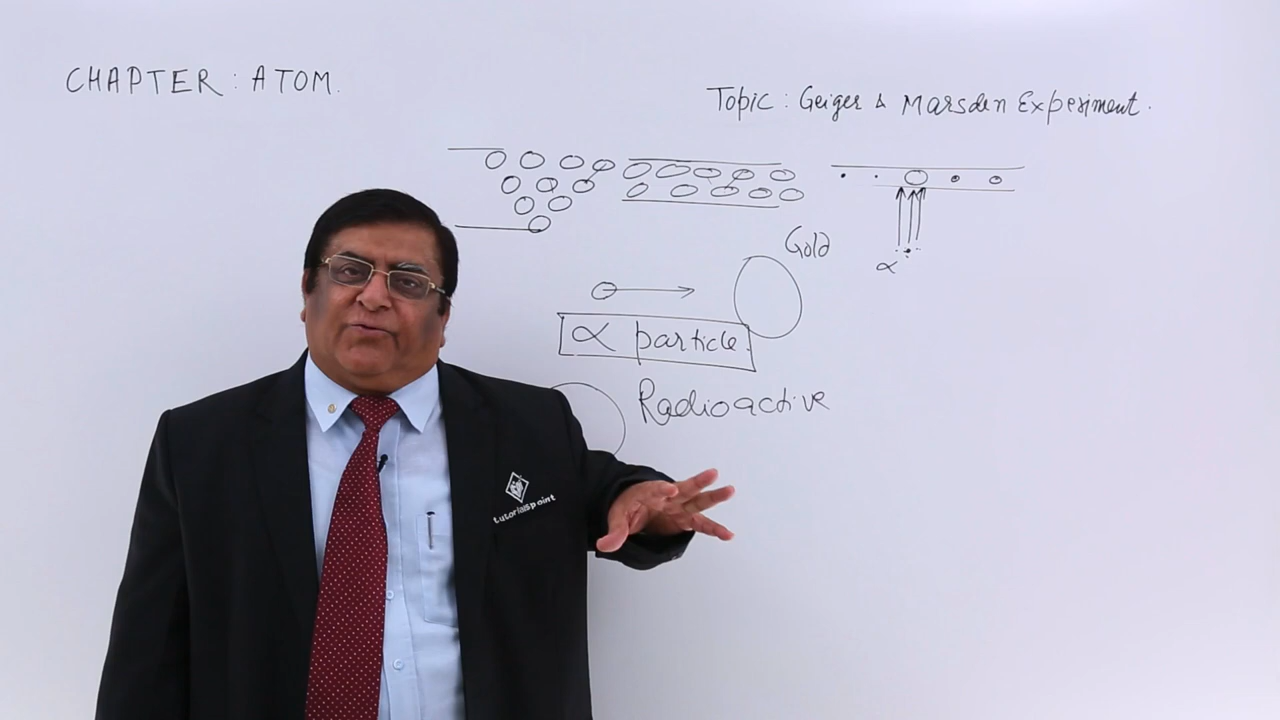 CHAPTER : ATOM.
Topic : Geiger & Marsden Experiment.
Gold
α
α particle.
Radioactive
tutorialspoint